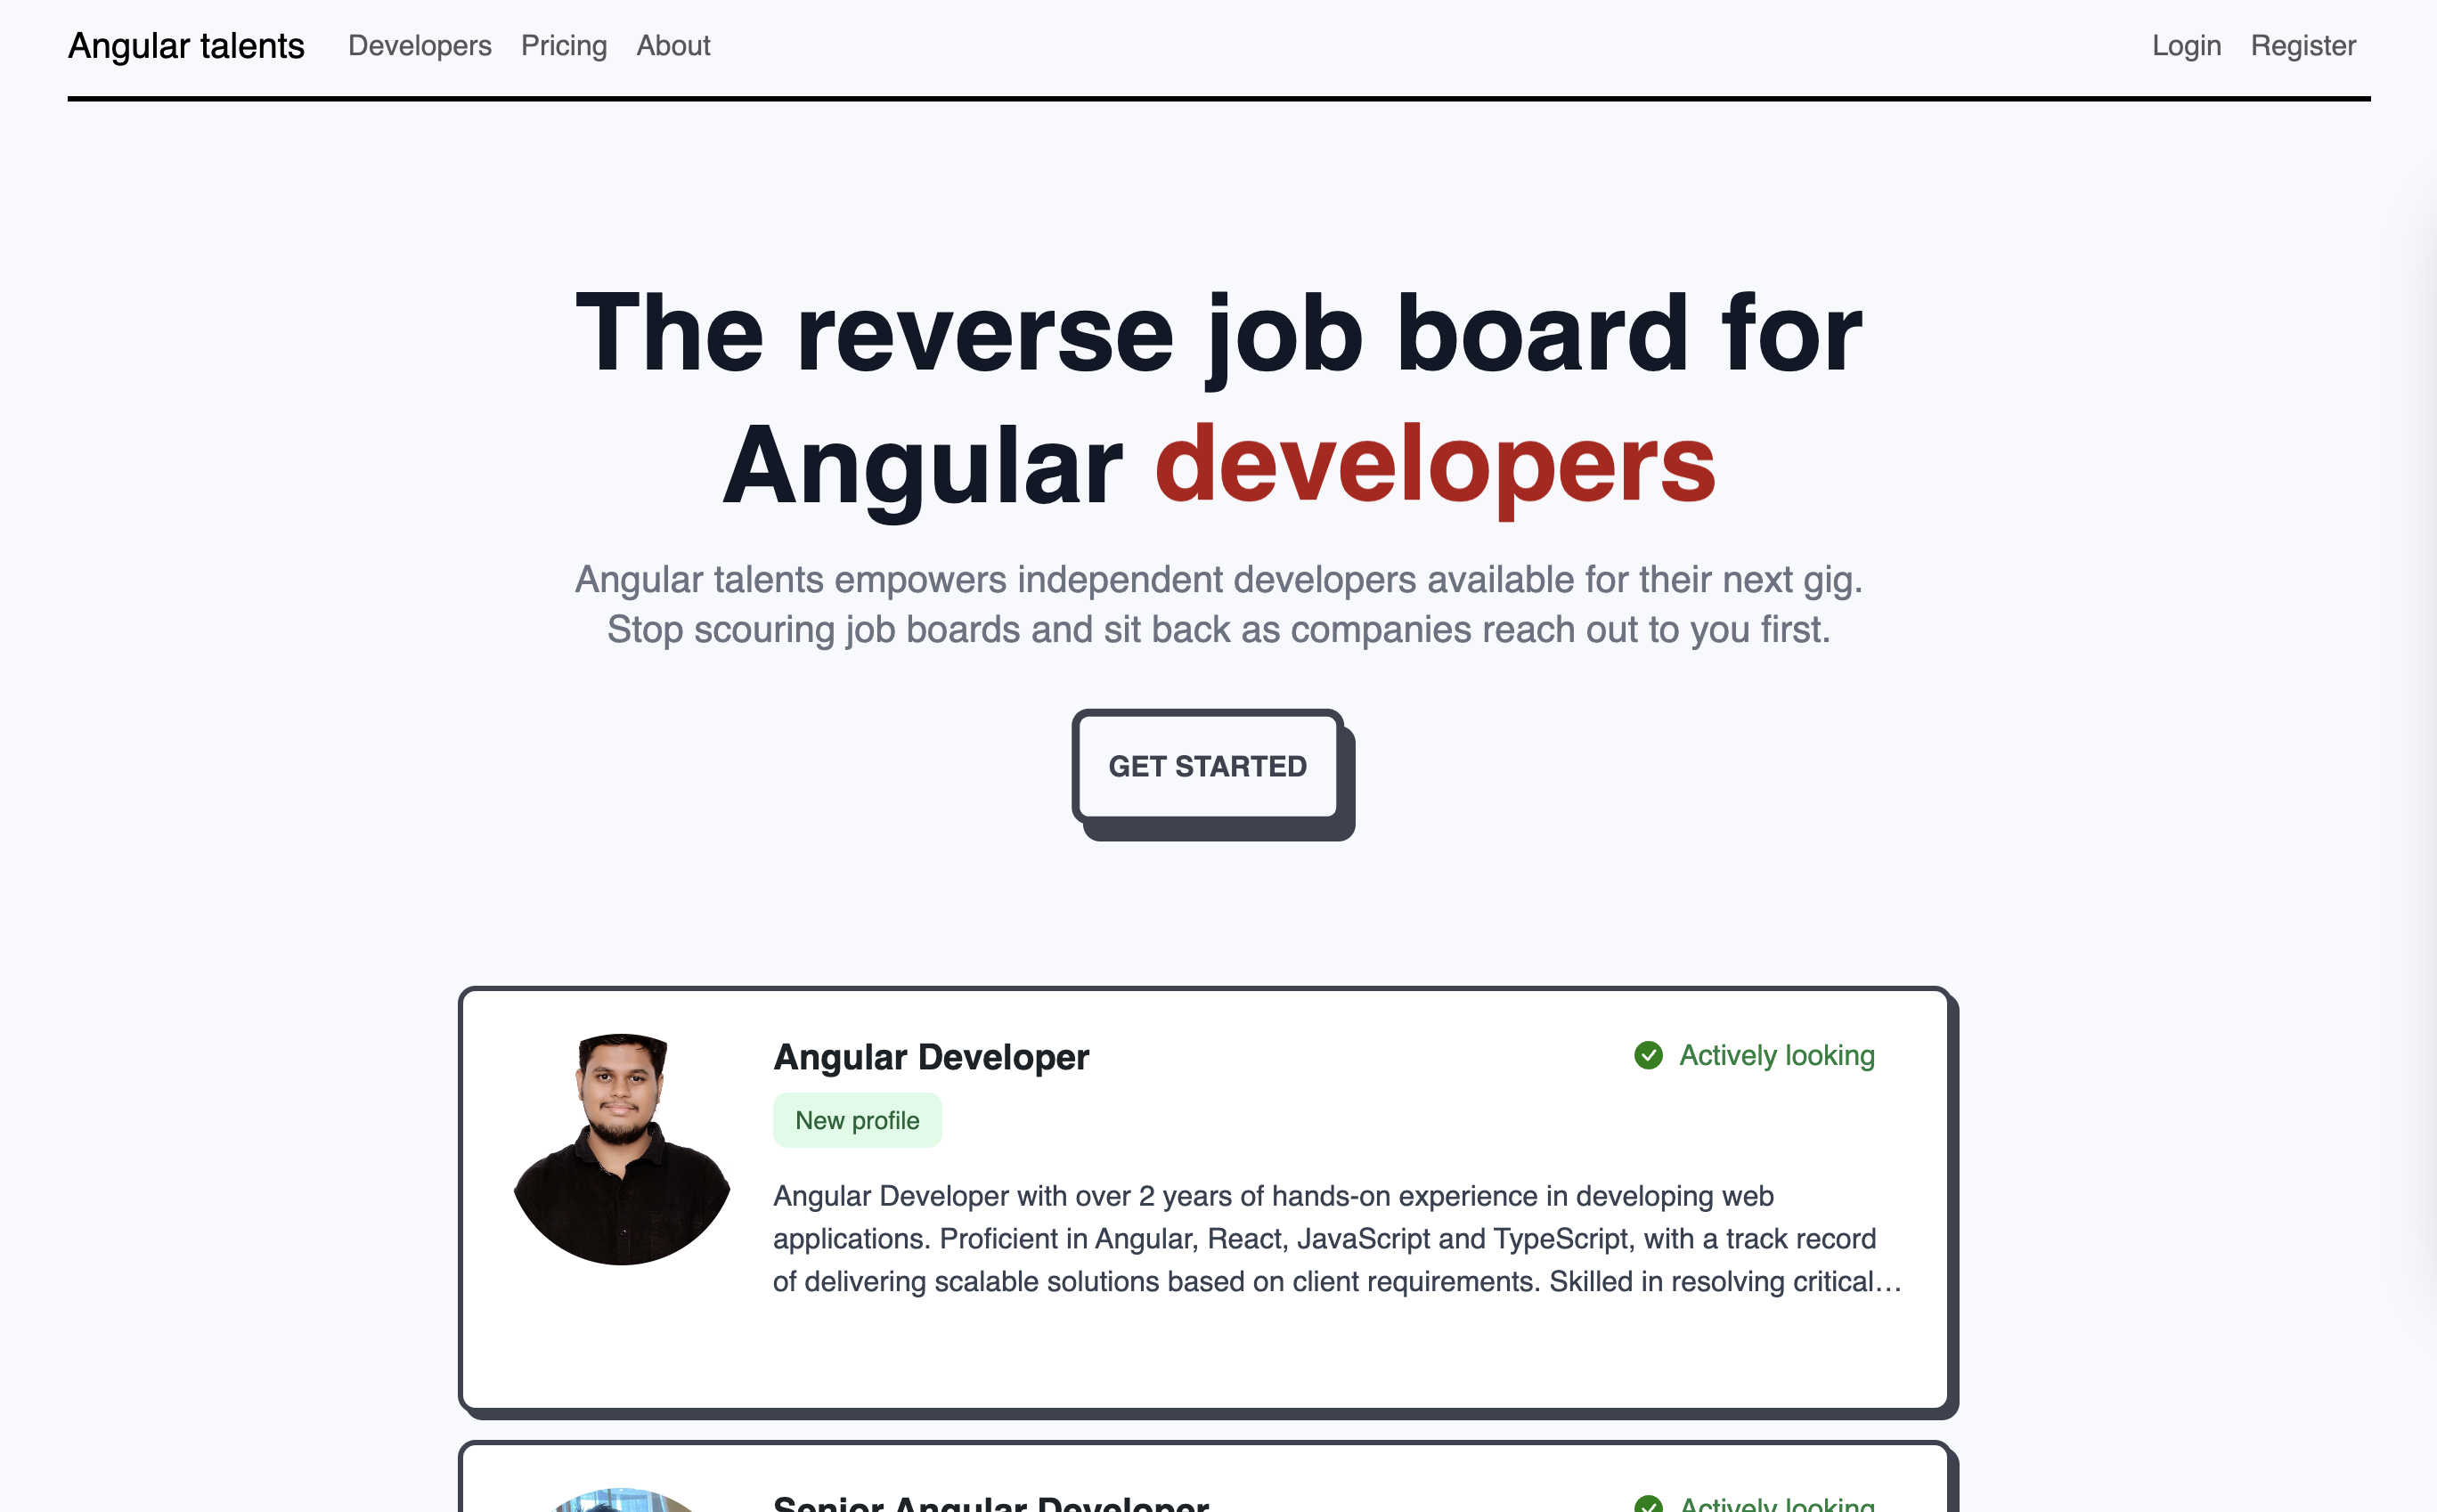 Angular talents Developers Pricing About Login Register
The reverse job board for
Angular developers
Angular talents empowers independent developers available for their next gig.
Stop scouring job boards and sit back as companies reach out to you first.
GET STARTED
Angular Developer
Actively looking
New profile
Angular Developer with over 2 years of hands-on experience in developing web
applications. Proficient in Angular, React, JavaScript and TypeScript, with a track record
of delivering scalable solutions based on client requirements. Skilled in resolving critical…
Senior Angular Developer
Actively looking